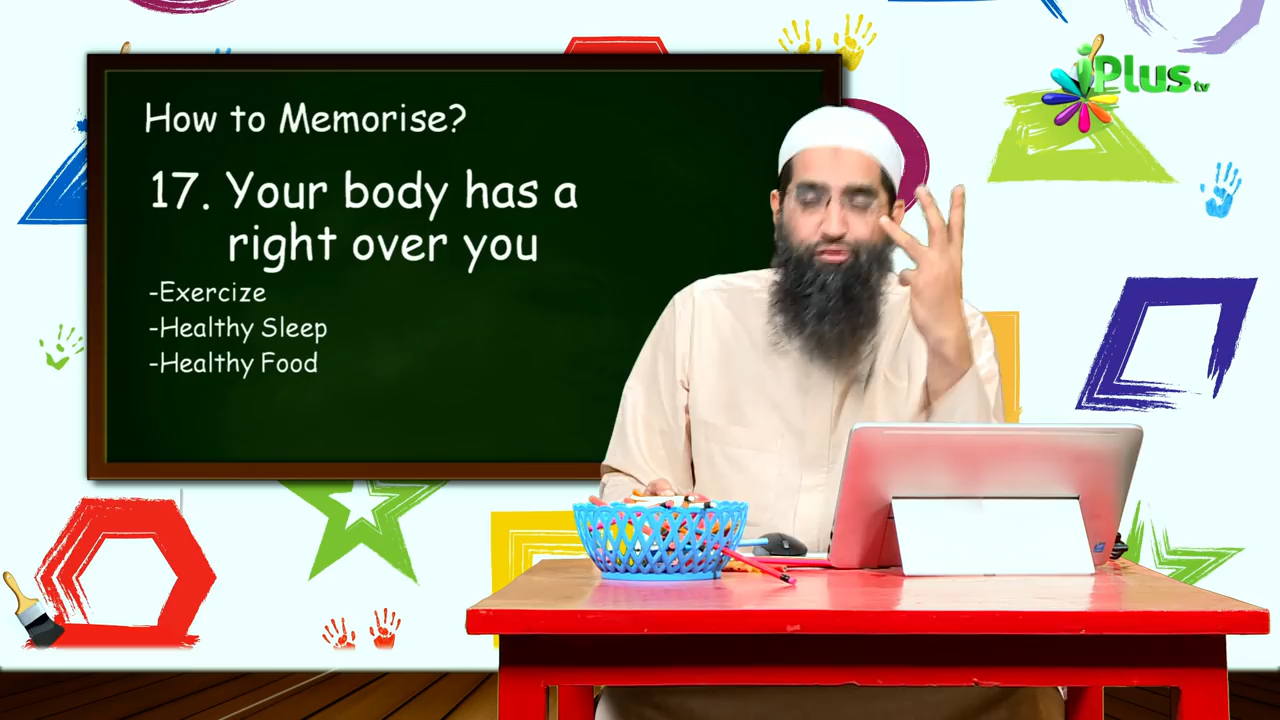 How to Memorise?
17. Your body has a
right over you
-Exercize
-Healthy Sleep
-Healthy Food
iPlus tv